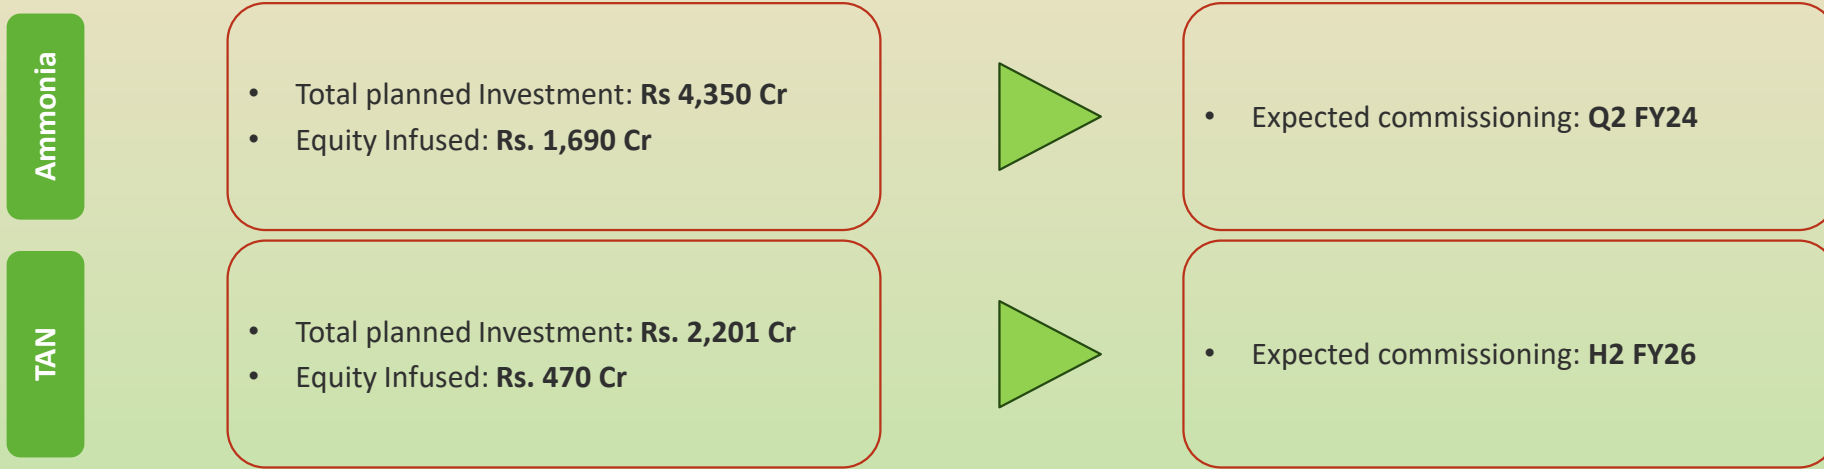 Ammonia
• Total planned Investment: Rs 4,350 Cr
• Equity Infused: Rs. 1,690 Cr
• Expected commissioning: Q2 FY24
TAN
• Total planned Investment: Rs. 2,201 Cr
• Equity Infused: Rs. 470 Cr
• Expected commissioning: H2 FY26